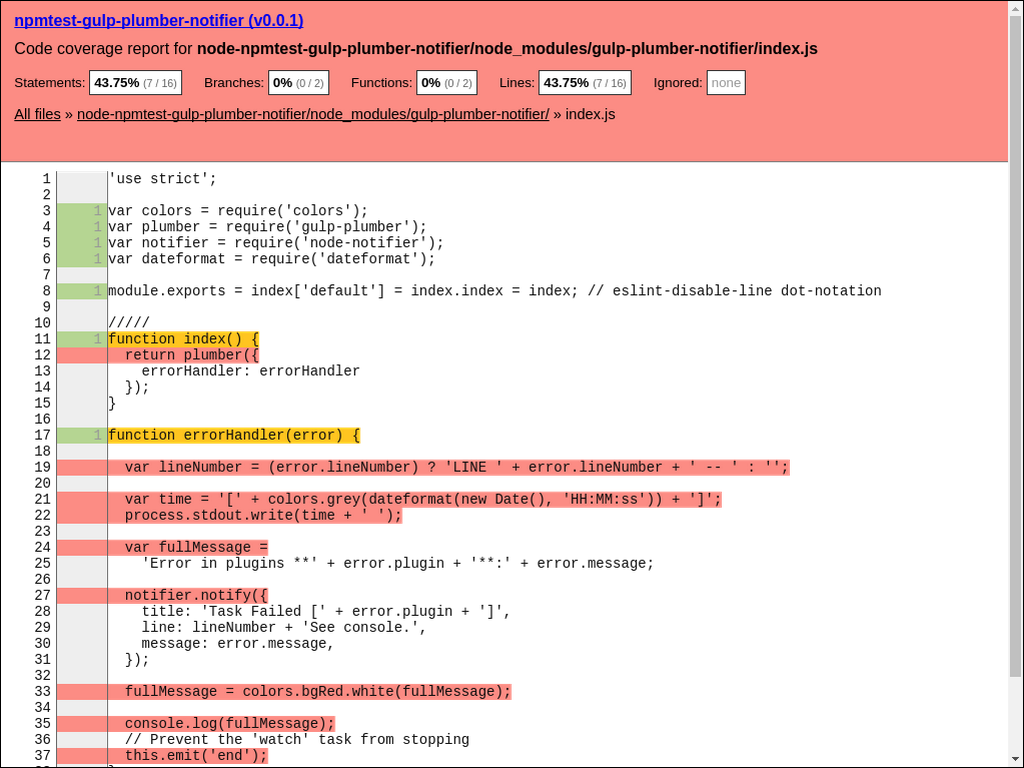 npmtest-gulp-plumber-notifier (v0.0.1)
Code coverage report for node-npmtest-gulp-plumber-notifier/node_modules/gulp-plumber-notifier/index.js
Statements: 43.75% (7 / 16) Branches: 0% (0 / 2) Functions: 0% (0 / 2) Lines: 43.75% (7 / 16) Ignored: none
All files » node-npmtest-gulp-plumber-notifier/node_modules/gulp-plumber-notifier/ » index.js
1 'use strict';
2
3 1 var colors = require('colors');
4 1 var plumber = require('gulp-plumber');
5 1 var notifier = require('node-notifier');
6 1 var dateformat = require('dateformat');
7
8 1 module.exports = index['default'] = index.index = index; // eslint-disable-line dot-notation
9
10 /////
11 1 function index() {
12   return plumber({
13     errorHandler: errorHandler
14   });
15 }
16
17 1 function errorHandler(error) {
18
19   var lineNumber = (error.lineNumber) ? 'LINE ' + error.lineNumber + ' -- ' : '';
20
21   var time = '[' + colors.grey(dateformat(new Date(), 'HH:MM:ss')) + ']';
22   process.stdout.write(time + ' ');
23
24   var fullMessage =
25     'Error in plugins **' + error.plugin + '**:' + error.message;
26
27   notifier.notify({
28     title: 'Task Failed [' + error.plugin + ']',
29     line: lineNumber + 'See console.',
30     message: error.message,
31   });
32
33   fullMessage = colors.bgRed.white(fullMessage);
34
35   console.log(fullMessage);
36   // Prevent the 'watch' task from stopping
37   this.emit('end');